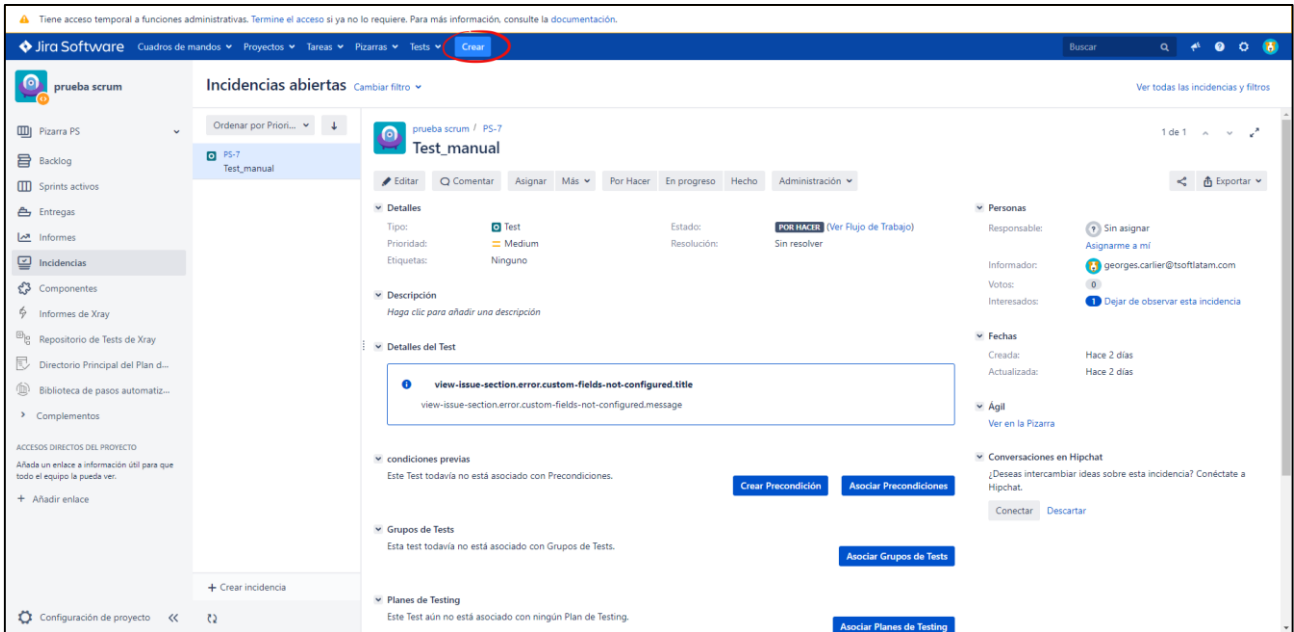 Tiene acceso temporal a funciones administrativas. Termine el acceso si ya no lo requiere. Para más información, consulte la documentación.
Jira Software Cuadros de mandos Proyectos Tareas Pizarras Tests Crear Buscar
prueba scrum
Incidencias abiertas Cambiar filtro
Ver todas las incidencias y filtros
Pizarra PS
Backlog
Sprints activos
Entregas
Informes
Incidencias
Componentes
Informes de Xray
Repositorio de Tests de Xray
Directorio Principal del Plan d...
Biblioteca de pasos automatiz...
Complementos
ACCESOS DIRECTOS DEL PROYECTO
Añada un enlace a información útil para que
todo el equipo la pueda ver.
+ Añadir enlace
Configuración de proyecto
Ordenar por Priori...
PS-7
Test_manual
+ Crear incidencia
prueba scrum / PS-7
Test_manual
1 de 1
Editar Comentar Asignar Más Por Hacer En progreso Hecho Administración Exportar
Detalles
Tipo: Test Estado: POR HACER (Ver Flujo de Trabajo)
Prioridad: Medium Resolución: Sin resolver
Etiquetas: Ninguno
Descripción
Haga clic para añadir una descripción
Detalles del Test
view-issue-section.error.custom-fields-not-configured.title
view-issue-section.error.custom-fields-not-configured.message
condiciones previas
Este Test todavía no está asociado con Precondiciones.
Crear Precondición Asociar Precondiciones
Grupos de Tests
Esta test todavía no está asociado con Grupos de Tests.
Asociar Grupos de Tests
Planes de Testing
Este Test aún no está asociado con ningún Plan de Testing.
Asociar Planes de Testing
Personas
Responsable: Sin asignar
Asignarme a mí
Informador: georges.carlier@tsoftlatam.com
Votos: 0
Interesados: 1 Dejar de observar esta incidencia
Fechas
Creada: Hace 2 días
Actualizada: Hace 2 días
Ágil
Ver en la Pizarra
Conversaciones en Hipchat
¿Deseas intercambiar ideas sobre esta incidencia? Conéctate a
Hipchat.
Conectar Descartar